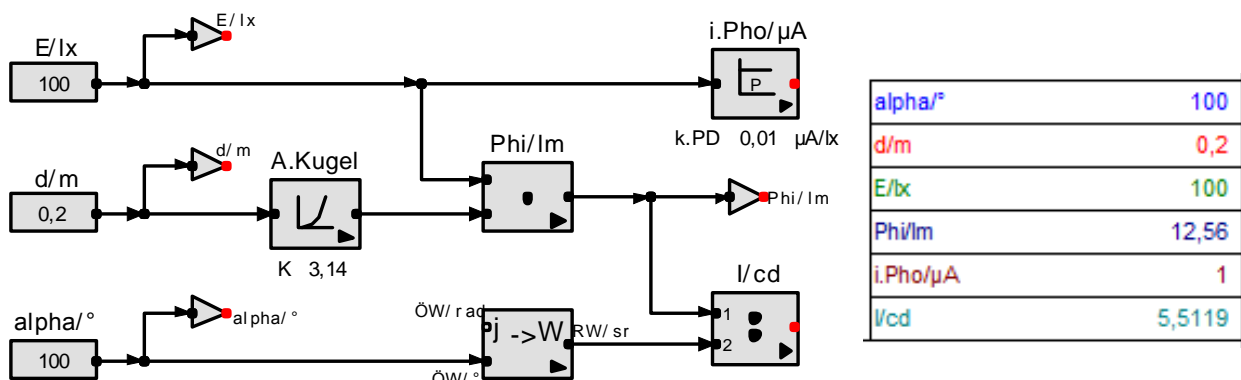 E/lx
E/lx
100
i.Pho/µA
P
k.PD 0,01 µA/lx
d/m
d/m
0,2
A.Kugel
K 3,14
Phi/lm
Phi/lm
alpha/°
alpha/°
100
ÖW/rad
j ->W
RW/sr
ÖW/°
I/cd
1
2
alpha/° 100
d/m 0,2
E/lx 100
Phi/lm 12,56
i.Pho/µA 1
I/cd 5,5119